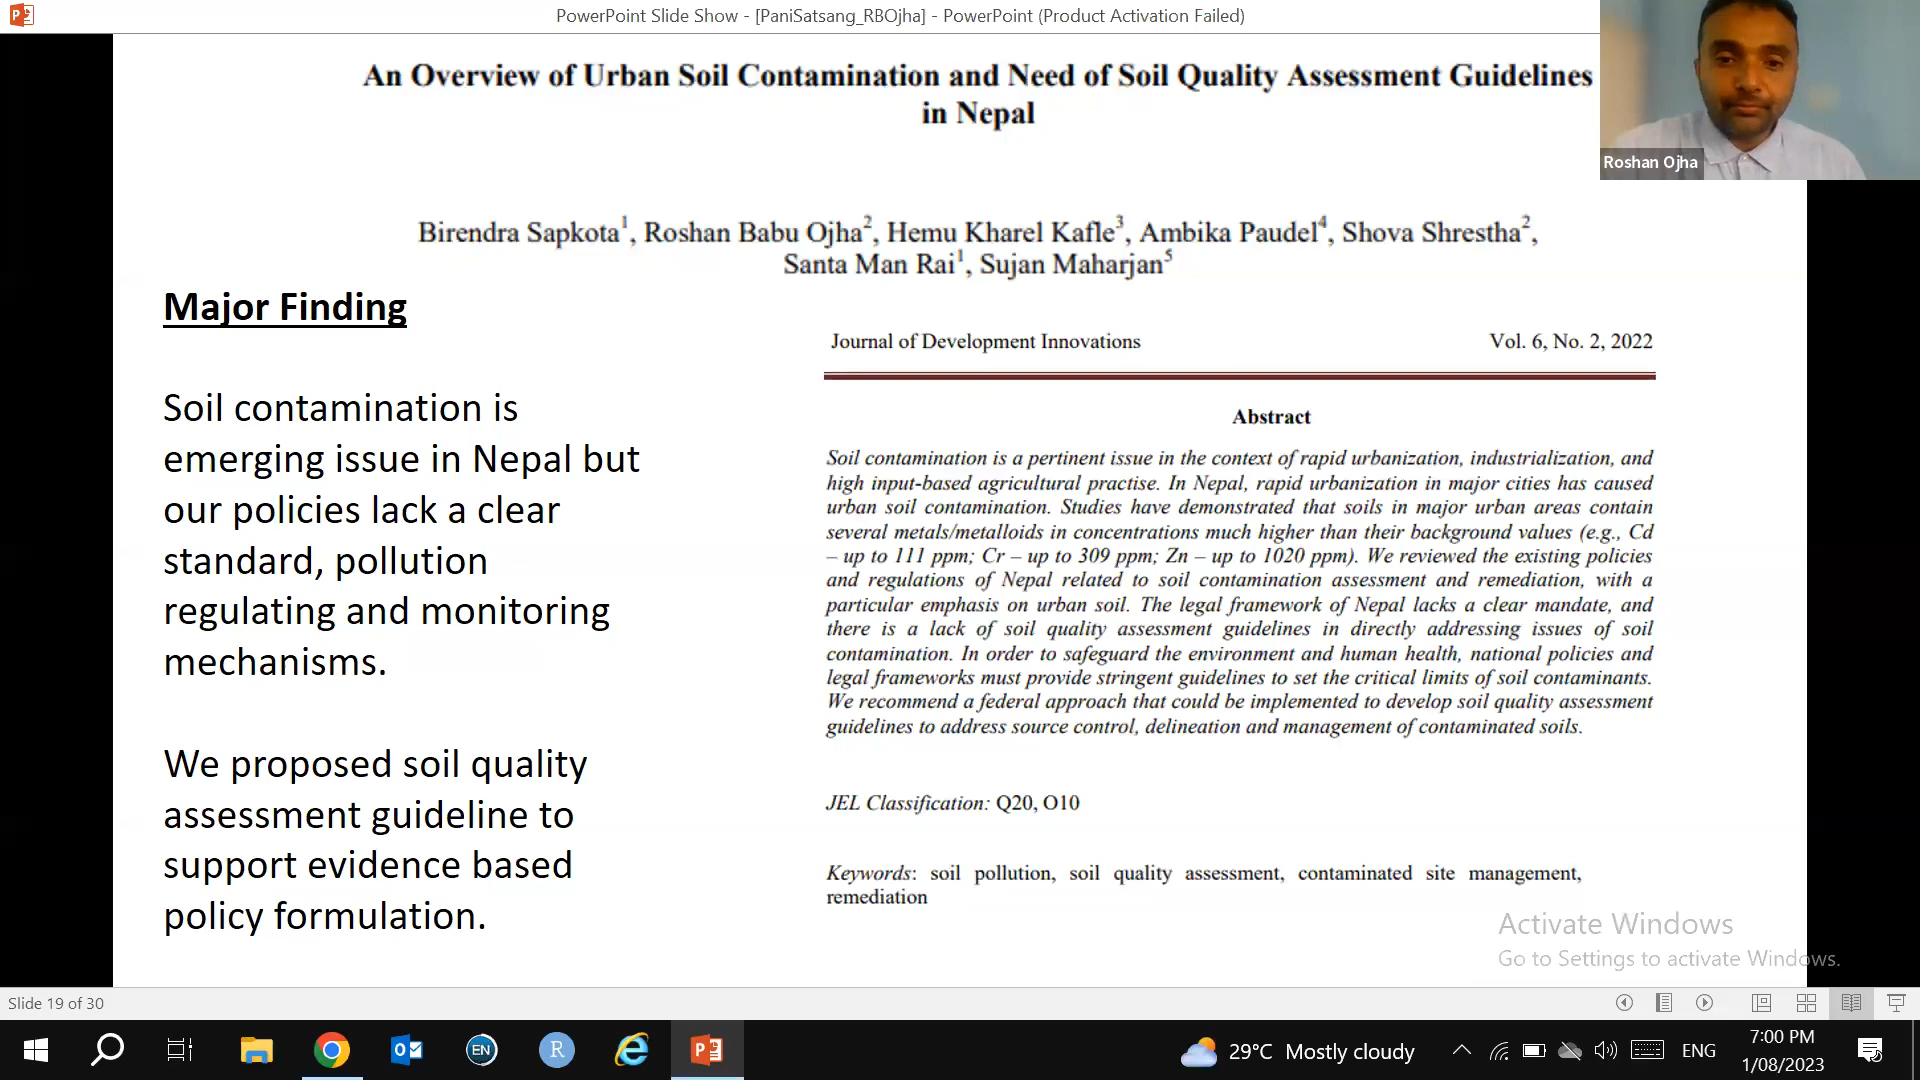 PowerPoint Slide Show - [PaniSatsang_RBOjha] - PowerPoint (Product Activation Failed)
An Overview of Urban Soil Contamination and Need of Soil Quality Assessment Guidelines
in Nepal
Roshan Ojha
Birendra Sapkota1, Roshan Babu Ojha2, Hemu Kharel Kafle3, Ambika Paudel4, Shova Shrestha2,
Santa Man Rai1, Sujan Maharjan5
Major Finding
Soil contamination is
emerging issue in Nepal but
our policies lack a clear
standard, pollution
regulating and monitoring
mechanisms.
We proposed soil quality
assessment guideline to
support evidence based
policy formulation.
Journal of Development Innovations Vol. 6, No. 2, 2022
Abstract
Soil contamination is a pertinent issue in the context of rapid urbanization, industrialization, and
high input-based agricultural practise. In Nepal, rapid urbanization in major cities has caused
urban soil contamination. Studies have demonstrated that soils in major urban areas contain
several metals/metalloids in concentrations much higher than their background values (e.g., Cd
– up to 111 ppm; Cr – up to 309 ppm; Zn – up to 1020 ppm). We reviewed the existing policies
and regulations of Nepal related to soil contamination assessment and remediation, with a
particular emphasis on urban soil. The legal framework of Nepal lacks a clear mandate, and
there is a lack of soil quality assessment guidelines in directly addressing issues of soil
contamination. In order to safeguard the environment and human health, national policies and
legal frameworks must provide stringent guidelines to set the critical limits of soil contaminants.
We recommend a federal approach that could be implemented to develop soil quality assessment
guidelines to address source control, delineation and management of contaminated soils.
JEL Classification: Q20, O10
Keywords: soil pollution, soil quality assessment, contaminated site management,
remediation
Activate Windows
Go to Settings to activate Windows.
Slide 19 of 30
EN
R
29°C Mostly cloudy
ENG
7:00 PM
1/08/2023